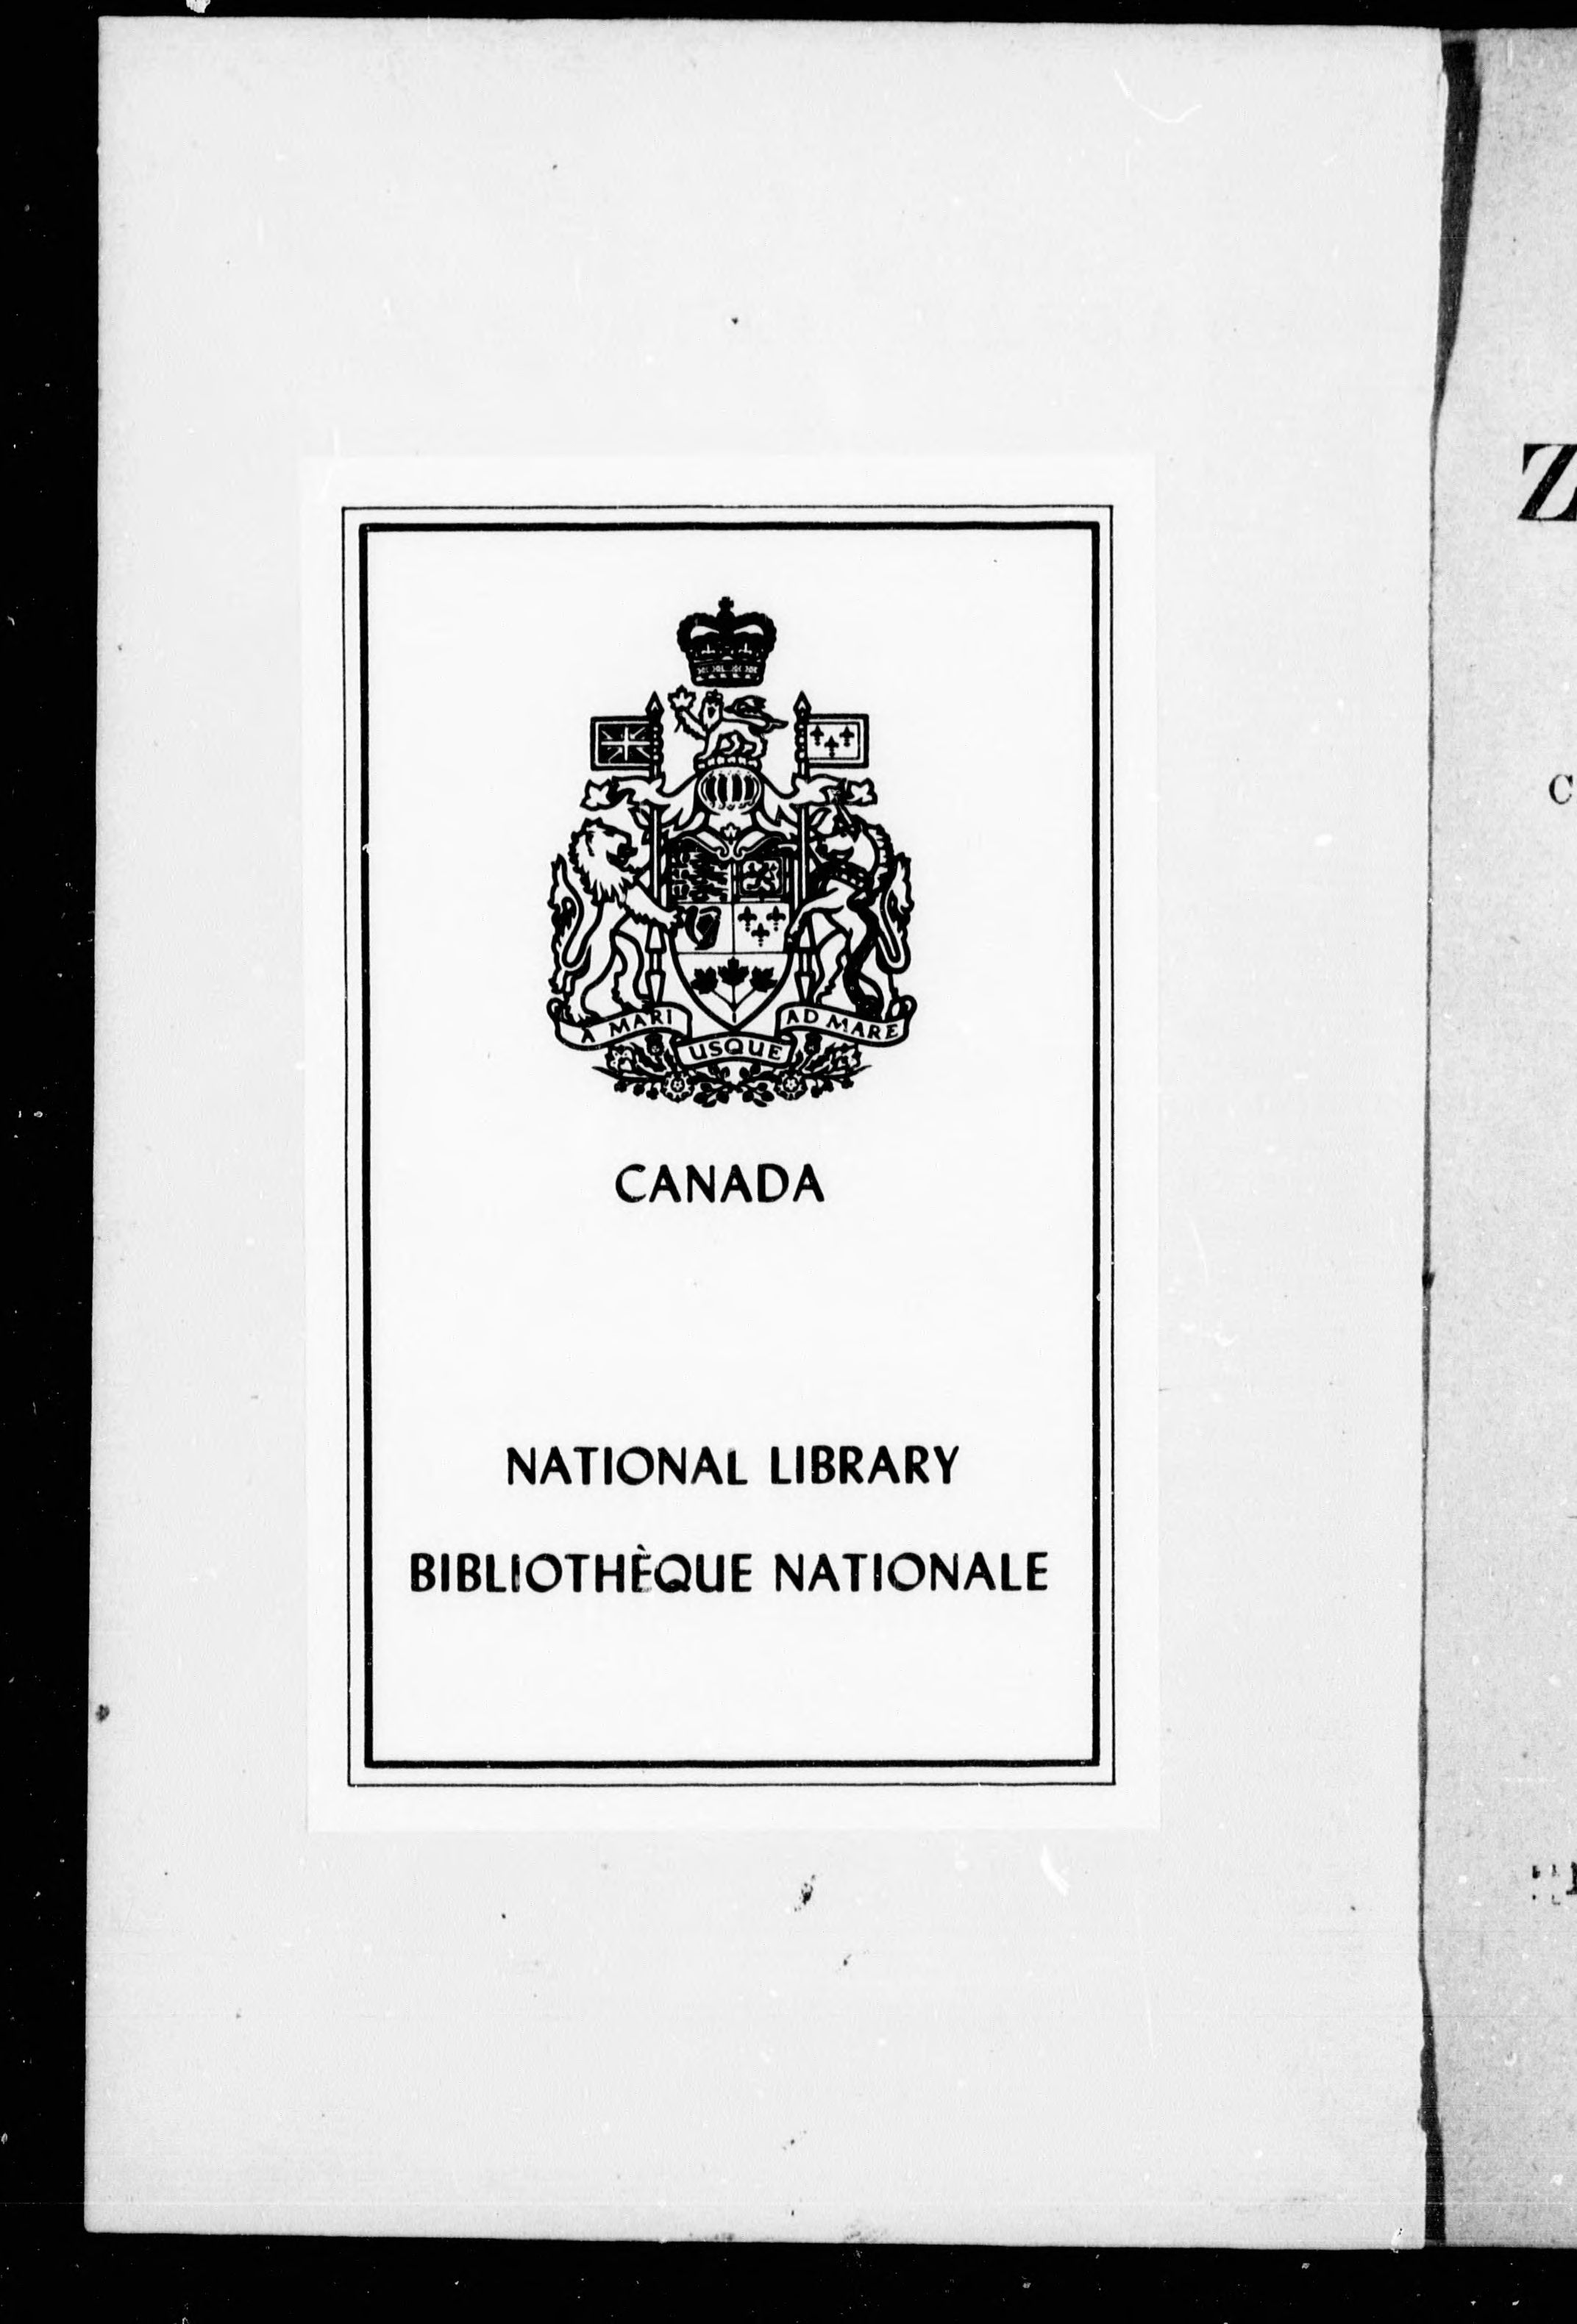 A MARI
USQUE
AD MARE
CANADA
NATIONAL LIBRARY
BIBLIOTHÈQUE NATIONALE
Z
C